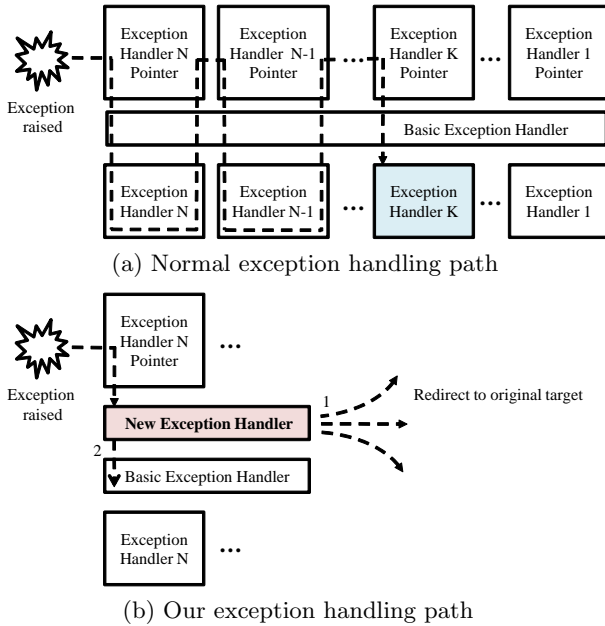 Exception
Handler N
Pointer
Exception
Handler N-1
Pointer
...
Exception
Handler K
Pointer
...
Exception
Handler 1
Pointer
Exception
raised
Basic Exception Handler
Exception
Handler N
Exception
Handler N-1
...
Exception
Handler K
...
Exception
Handler 1
(a) Normal exception handling path
Exception
Handler N
Pointer
...
Exception
raised
1
Redirect to original target
New Exception Handler
2
Basic Exception Handler
Exception
Handler N
...
(b) Our exception handling path